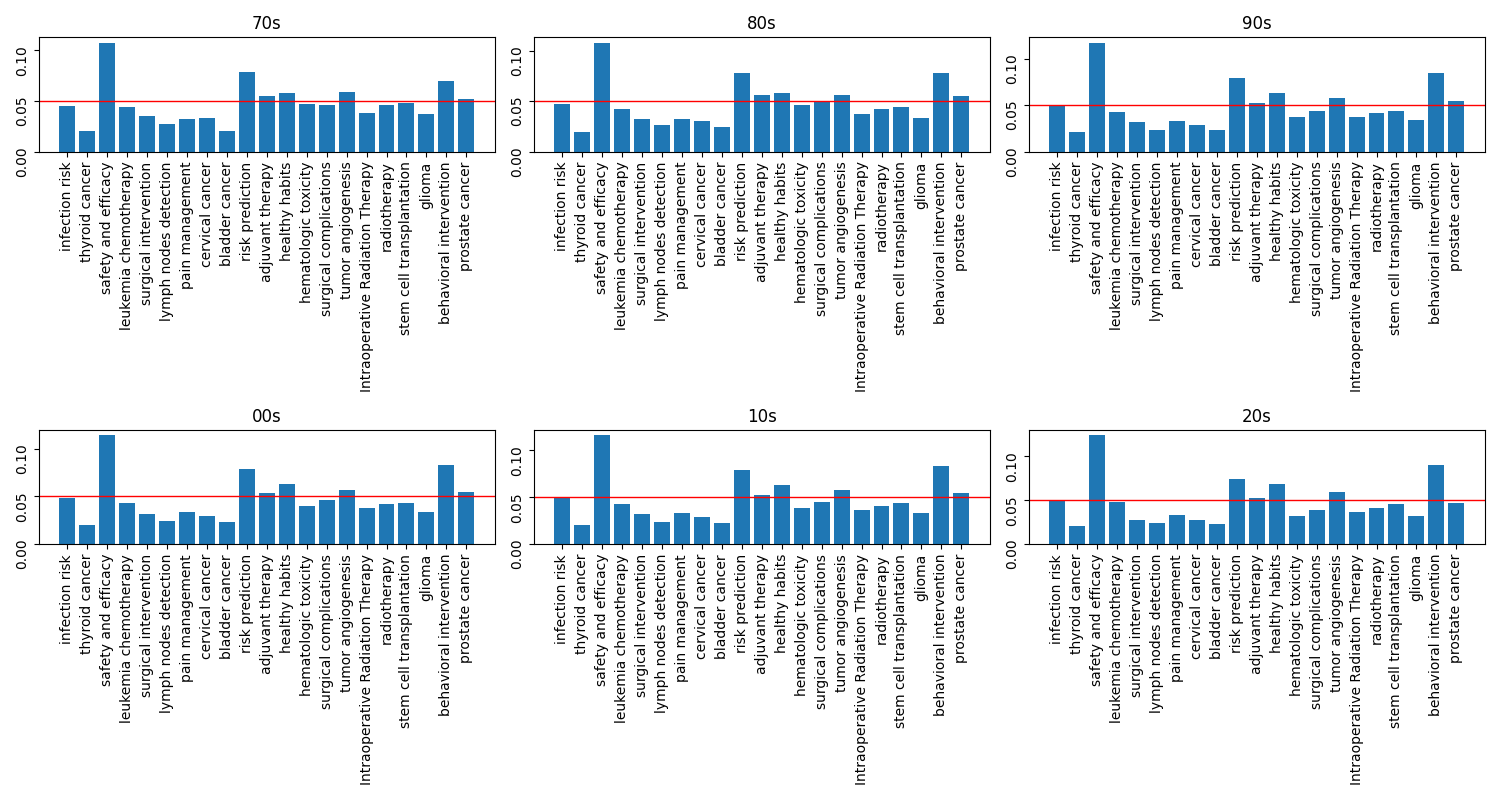 70s
0.10
0.05
0.00
infection risk
thyroid cancer
safety and efficacy
leukemia chemotherapy
surgical intervention
lymph nodes detection
pain management
cervical cancer
bladder cancer
risk prediction
adjuvant therapy
healthy habits
hematologic toxicity
surgical complications
tumor angiogenesis
Intraoperative Radiation Therapy
radiotherapy
stem cell transplantation
glioma
behavioral intervention
prostate cancer
80s
0.10
0.05
0.00
infection risk
thyroid cancer
safety and efficacy
leukemia chemotherapy
surgical intervention
lymph nodes detection
pain management
cervical cancer
bladder cancer
risk prediction
adjuvant therapy
healthy habits
hematologic toxicity
surgical complications
tumor angiogenesis
Intraoperative Radiation Therapy
radiotherapy
stem cell transplantation
glioma
behavioral intervention
prostate cancer
90s
0.10
0.05
0.00
infection risk
thyroid cancer
safety and efficacy
leukemia chemotherapy
surgical intervention
lymph nodes detection
pain management
cervical cancer
bladder cancer
risk prediction
adjuvant therapy
healthy habits
hematologic toxicity
surgical complications
tumor angiogenesis
Intraoperative Radiation Therapy
radiotherapy
stem cell transplantation
glioma
behavioral intervention
prostate cancer
00s
0.10
0.05
0.00
infection risk
thyroid cancer
safety and efficacy
leukemia chemotherapy
surgical intervention
lymph nodes detection
pain management
cervical cancer
bladder cancer
risk prediction
adjuvant therapy
healthy habits
hematologic toxicity
surgical complications
tumor angiogenesis
Intraoperative Radiation Therapy
radiotherapy
stem cell transplantation
glioma
behavioral intervention
prostate cancer
10s
0.10
0.05
0.00
infection risk
thyroid cancer
safety and efficacy
leukemia chemotherapy
surgical intervention
lymph nodes detection
pain management
cervical cancer
bladder cancer
risk prediction
adjuvant therapy
healthy habits
hematologic toxicity
surgical complications
tumor angiogenesis
Intraoperative Radiation Therapy
radiotherapy
stem cell transplantation
glioma
behavioral intervention
prostate cancer
20s
0.10
0.05
0.00
infection risk
thyroid cancer
safety and efficacy
leukemia chemotherapy
surgical intervention
lymph nodes detection
pain management
cervical cancer
bladder cancer
risk prediction
adjuvant therapy
healthy habits
hematologic toxicity
surgical complications
tumor angiogenesis
Intraoperative Radiation Therapy
radiotherapy
stem cell transplantation
glioma
behavioral intervention
prostate cancer